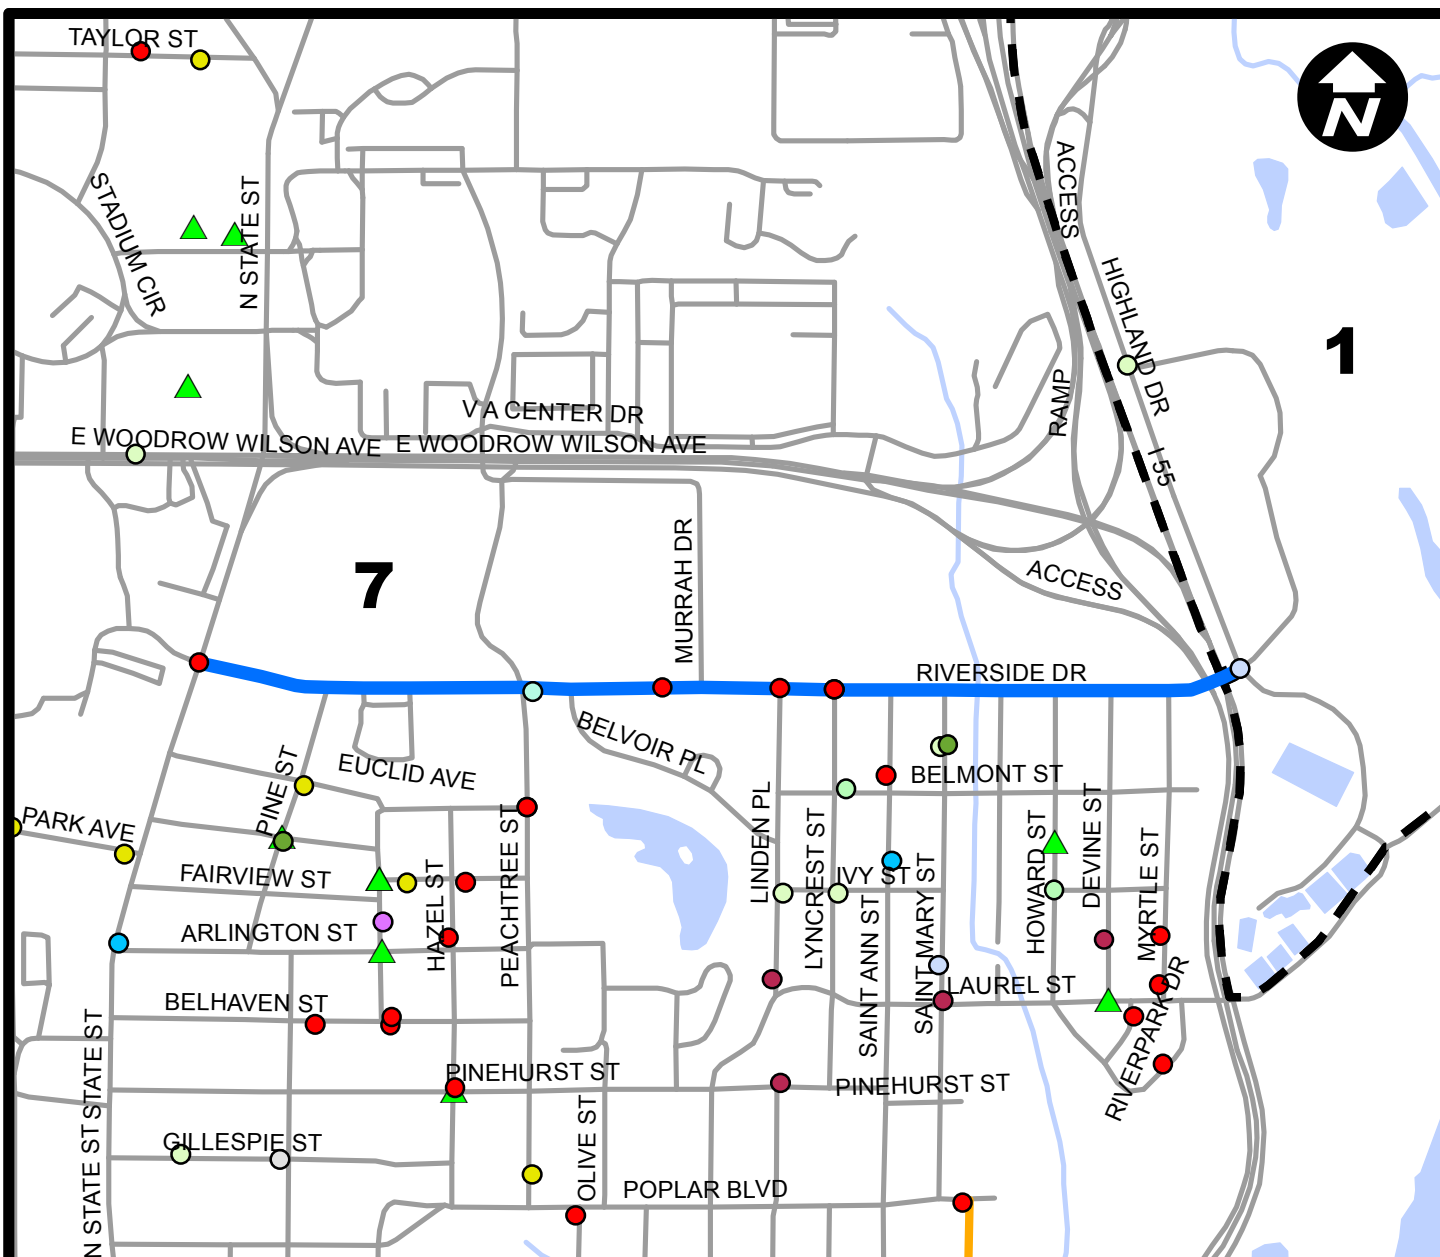 TAYLOR ST
N
ACCESS
STADIUM CIR
N STATE ST
HIGHLAND DR
1
RAMP
V A CENTER DR
E WOODROW WILSON AVE
E WOODROW WILSON AVE
I 55
MURRAH DR
7
ACCESS
RIVERSIDE DR
BELVOIR PL
PINE ST
EUCLID AVE
BELMONT ST
PARK AVE
PEACHTREE ST
LINDEN PL
LYNCREST ST
HOWARD ST
DEVINE ST
MYRTLE ST
FAIRVIEW ST
HAZEL ST
IVY ST
SAINT ANN ST
SAINT MARY ST
ARLINGTON ST
LAUREL ST
BELHAVEN ST
RIVERPARK DR
STATE ST
PINEHURST ST
PINEHURST ST
N STATE ST
GILLESPIE ST
OLIVE ST
POPLAR BLVD